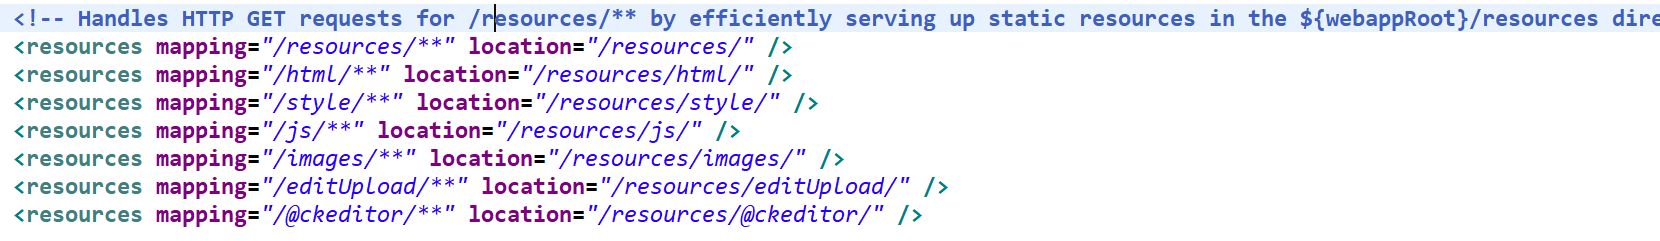 <!-- Handles HTTP GET requests for /resources/** by efficiently serving up static resources in the ${webappRoot}/resources dire
<resources mapping="/resources/**" location="/resources/" />
<resources mapping="/html/**" location="/resources/html/" />
<resources mapping="/style/**" location="/resources/style/" />
<resources mapping="/js/**" location="/resources/js/" />
<resources mapping="/images/**" location="/resources/images/" />
<resources mapping="/editUpload/**" location="/resources/editUpload/" />
<resources mapping="/@ckeditor/**" location="/resources/@ckeditor/" />